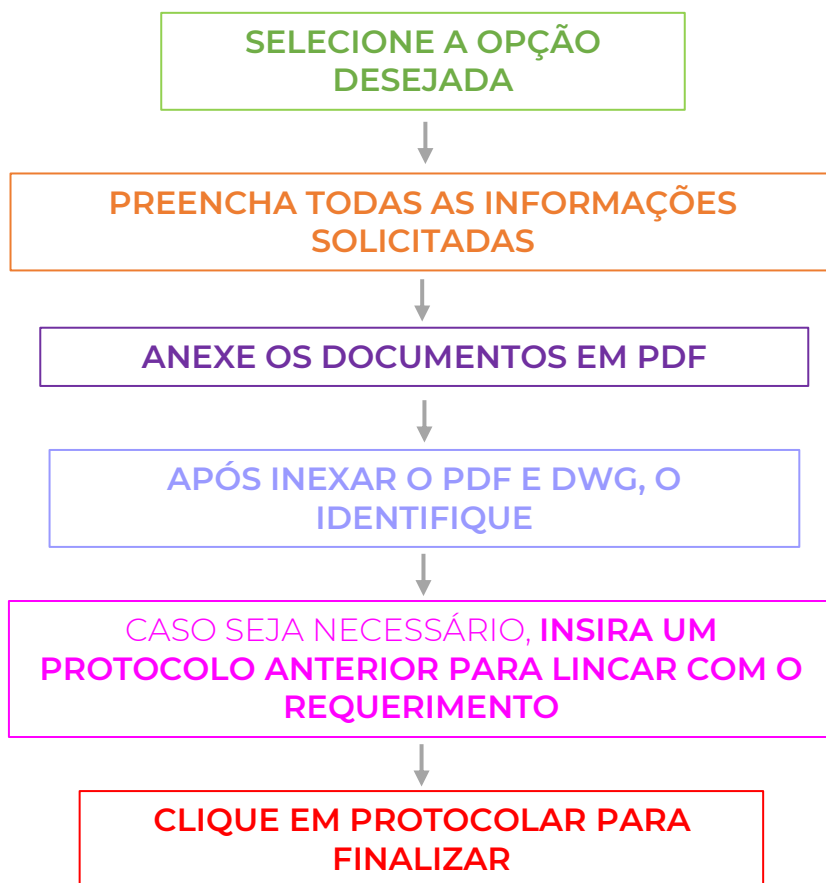 SELECIONE A OPÇÃO
DESEJADA
PREENCHA TODAS AS INFORMAÇÕES
SOLICITADAS
ANEXE OS DOCUMENTOS EM PDF
APÓS INEXAR O PDF E DWG, O
IDENTIFIQUE
CASO SEJA NECESSÁRIO, INSIRA UM
PROTOCOLO ANTERIOR PARA LINCAR COM O
REQUERIMENTO
CLIQUE EM PROTOCOLAR PARA
FINALIZAR